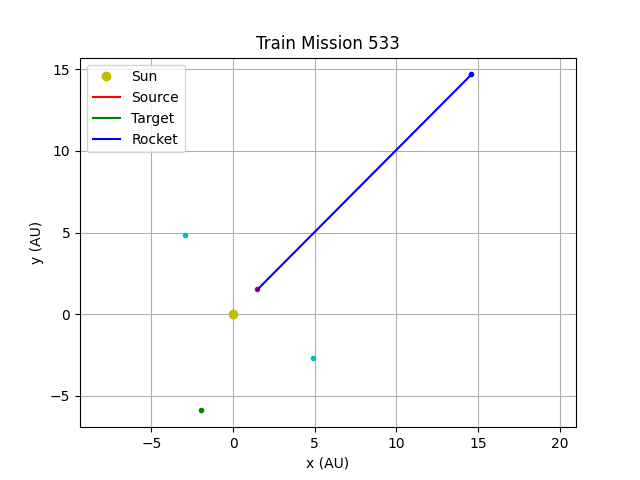 Train Mission 533
Sun
Source
Target
Rocket
15
10
5
0
−5
y (AU)
−5
0
5
10
15
20
x (AU)